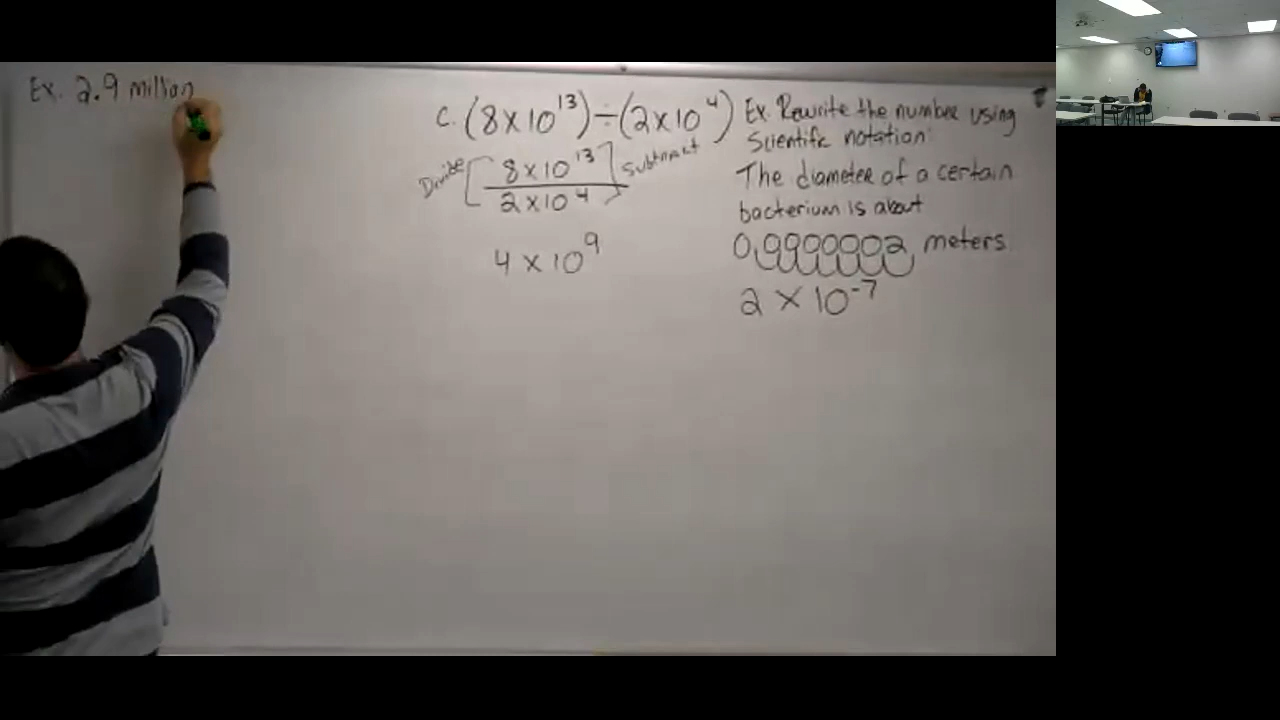 Ex. 2.9 million
C. (8 x 10¹³) ÷ (2 x 10⁴)
Divide [ 8 x 10¹³ ] Subtract
2 x 10⁴
4 x 10⁹
Ex. Rewrite the number using
Scientific notation:
The diameter of a certain
bacterium is about
0.0000002 meters
2 x 10⁻⁷